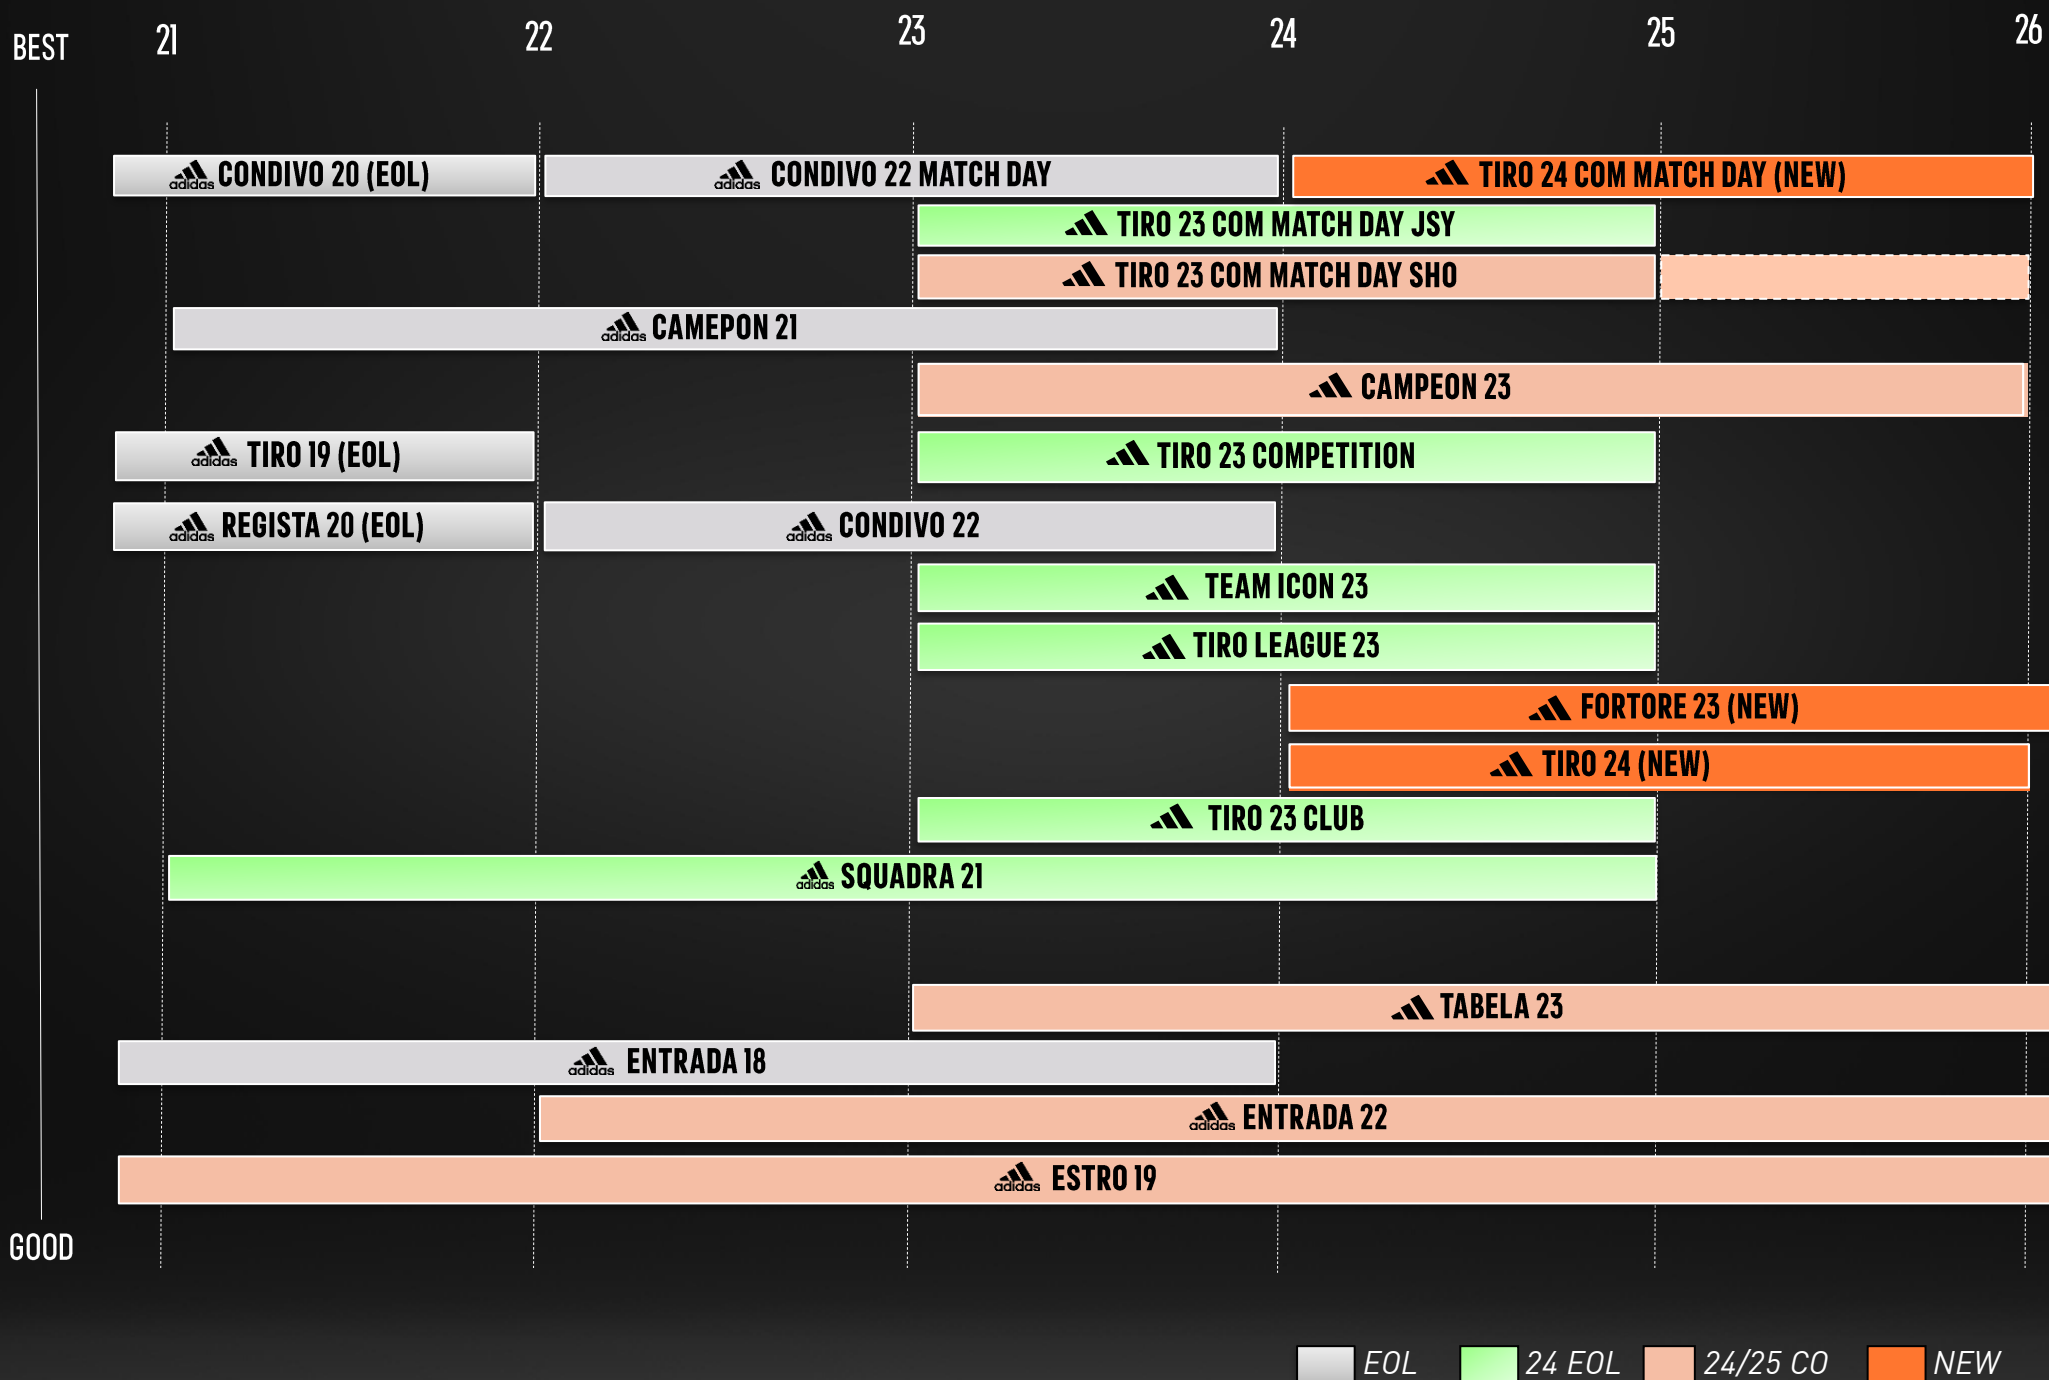 BEST 21 22 23 24 25 26
adidas CONDIVO 20 (EOL) adidas CONDIVO 22 MATCH DAY TIRO 24 COM MATCH DAY (NEW)
TIRO 23 COM MATCH DAY JSY
TIRO 23 COM MATCH DAY SHO
adidas CAMEPON 21
CAMPEON 23
adidas TIRO 19 (EOL) TIRO 23 COMPETITION
adidas REGISTA 20 (EOL) adidas CONDIVO 22
TEAM ICON 23
TIRO LEAGUE 23
FORTORE 23 (NEW)
TIRO 24 (NEW)
TIRO 23 CLUB
adidas SQUADRA 21
TABELA 23
adidas ENTRADA 18
adidas ENTRADA 22
adidas ESTRO 19
GOOD
EOL 24 EOL 24/25 CO NEW